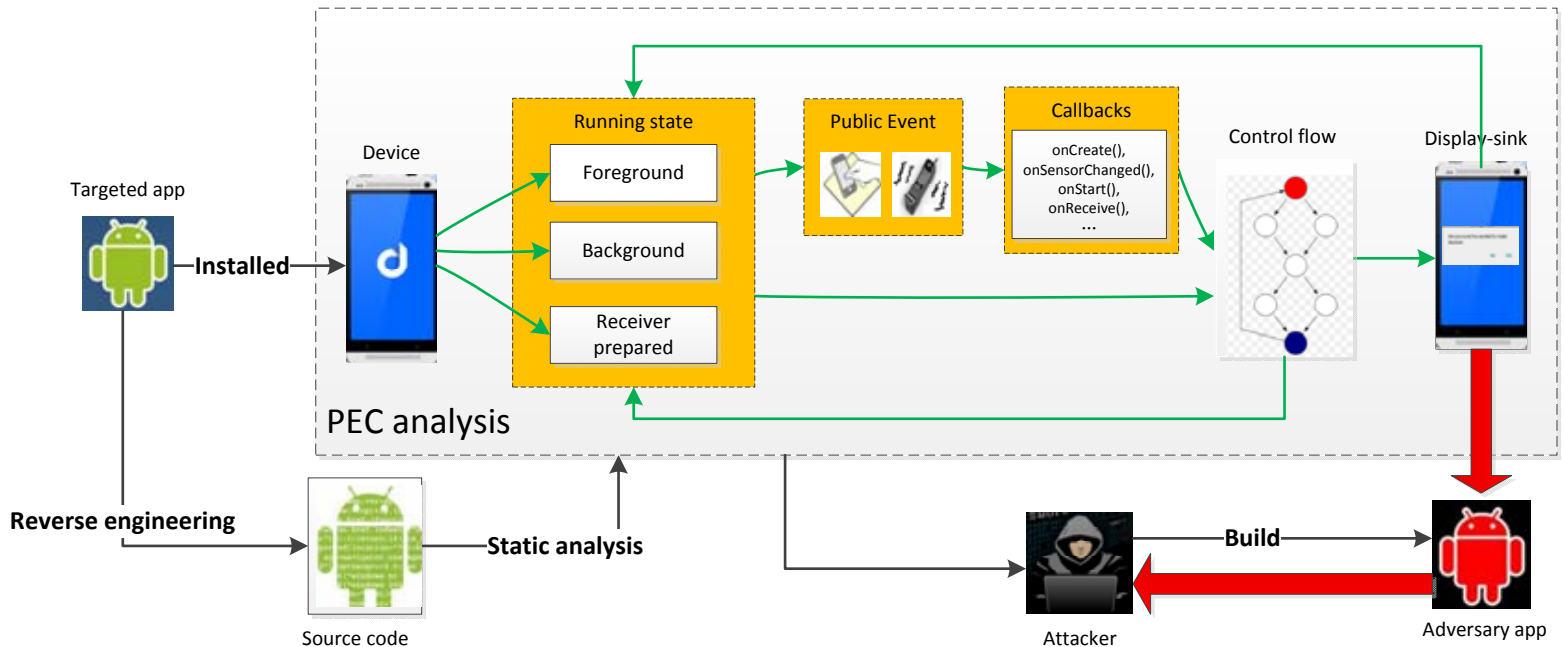 Running state
Public Event
Callbacks
Control flow
Display-sink
Device
Targeted app
Foreground
Background
Receiver
prepared
onCreate(),
onSensorChanged(),
onStart(),
onReceive(),
...
Installed
PEC analysis
Reverse engineering
Static analysis
Build
Source code
Attacker
Adversary app